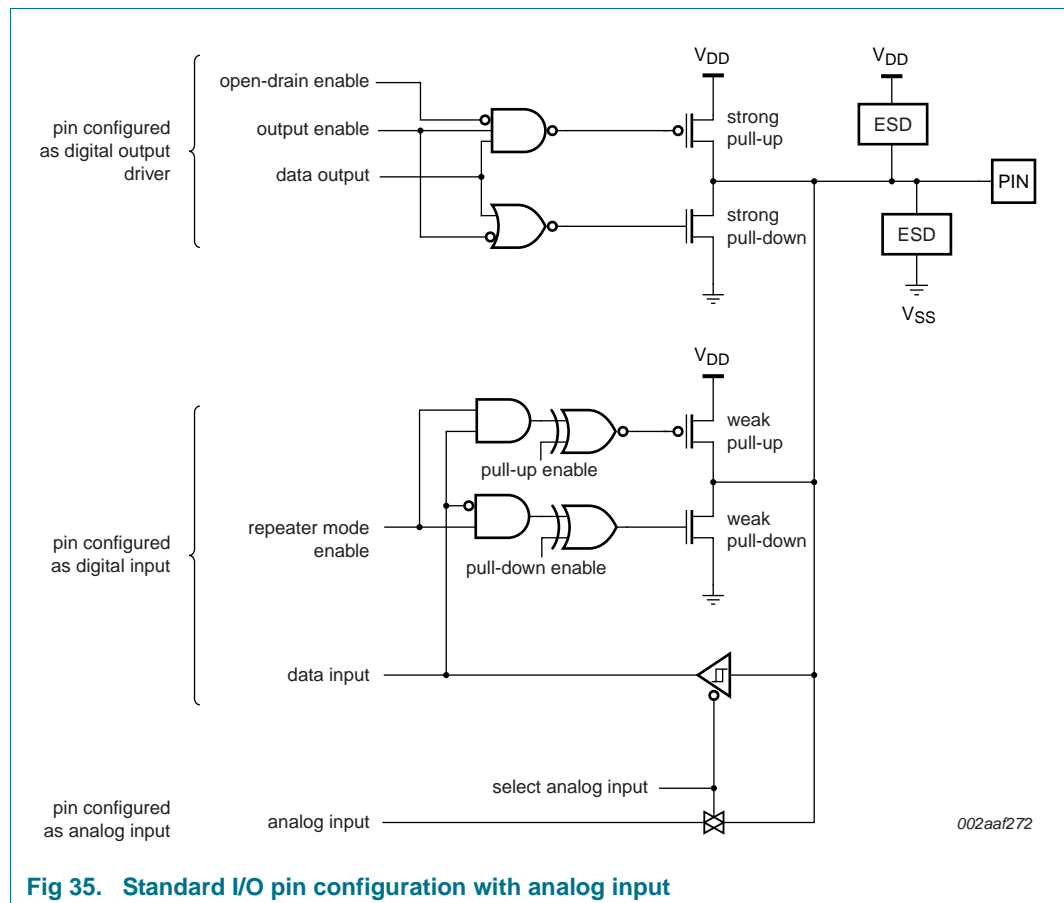 VDD
VDD
open-drain enable
strong
pull-up
ESD
pin configured
as digital output
driver
output enable
data output
PIN
strong
pull-down
ESD
VSS
VDD
weak
pull-up
pull-up enable
repeater mode
enable
weak
pull-down
pin configured
as digital input
pull-down enable
data input
select analog input
pin configured
as analog input
analog input
002aaf272
Fig 35. Standard I/O pin configuration with analog input